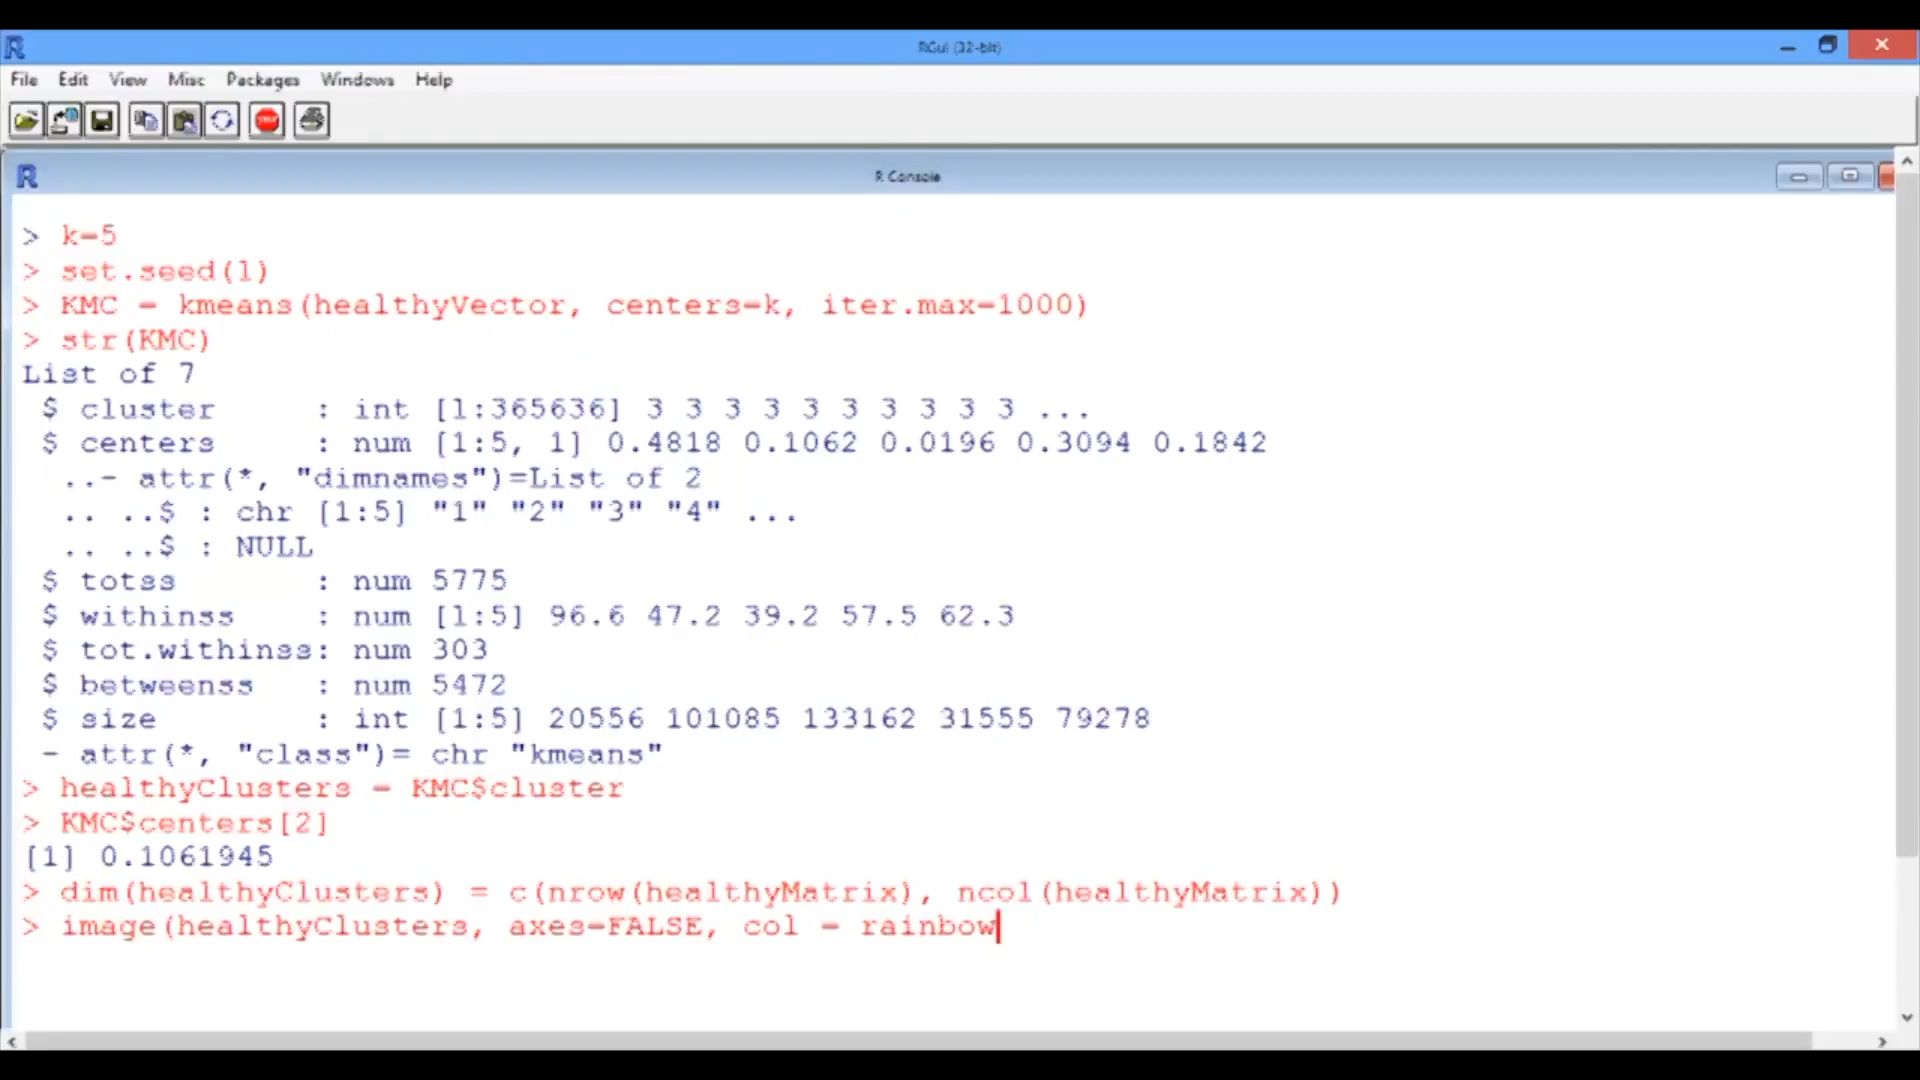 RGui (32-bit)
File Edit View Misc Packages Windows Help
STOP
R Console
> k=5
> set.seed(1)
> KMC = kmeans(healthyVector, centers=k, iter.max=1000)
> str(KMC)
List of 7
 $ cluster     : int [1:365636] 3 3 3 3 3 3 3 3 3 3 ...
 $ centers     : num [1:5, 1] 0.4818 0.1062 0.0196 0.3094 0.1842
  ..- attr(*, "dimnames")=List of 2
  .. ..$ : chr [1:5] "1" "2" "3" "4" ...
  .. ..$ : NULL
 $ totss       : num 5775
 $ withinss    : num [1:5] 96.6 47.2 39.2 57.5 62.3
 $ tot.withinss: num 303
 $ betweenss   : num 5472
 $ size        : int [1:5] 20556 101085 133162 31555 79278
 - attr(*, "class")= chr "kmeans"
> healthyClusters = KMC$cluster
> KMC$centers[2]
[1] 0.1061945
> dim(healthyClusters) = c(nrow(healthyMatrix), ncol(healthyMatrix))
> image(healthyClusters, axes=FALSE, col = rainbow